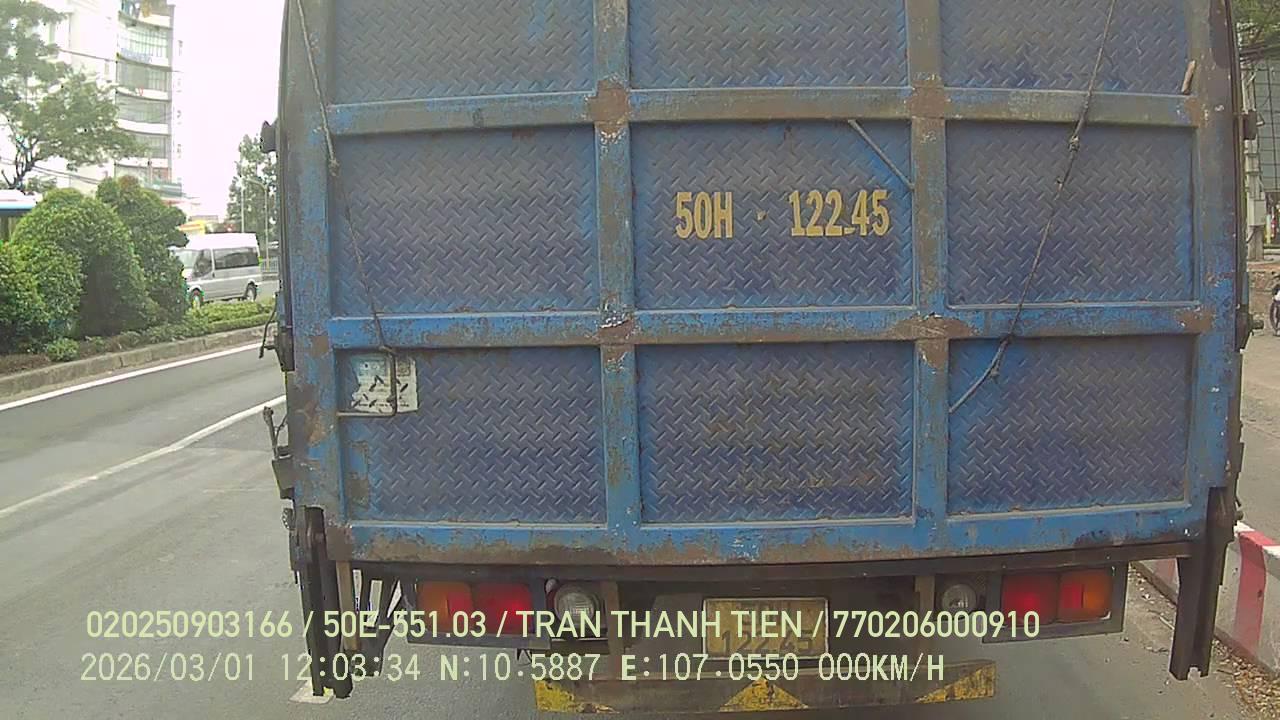 50H - 122.45
020250903166 / 50E-551.03 / TRAN THANH TIEN / 770206000910
2026/03/01 12:03:34 N:10.5887 E:107.0550 000KM/H